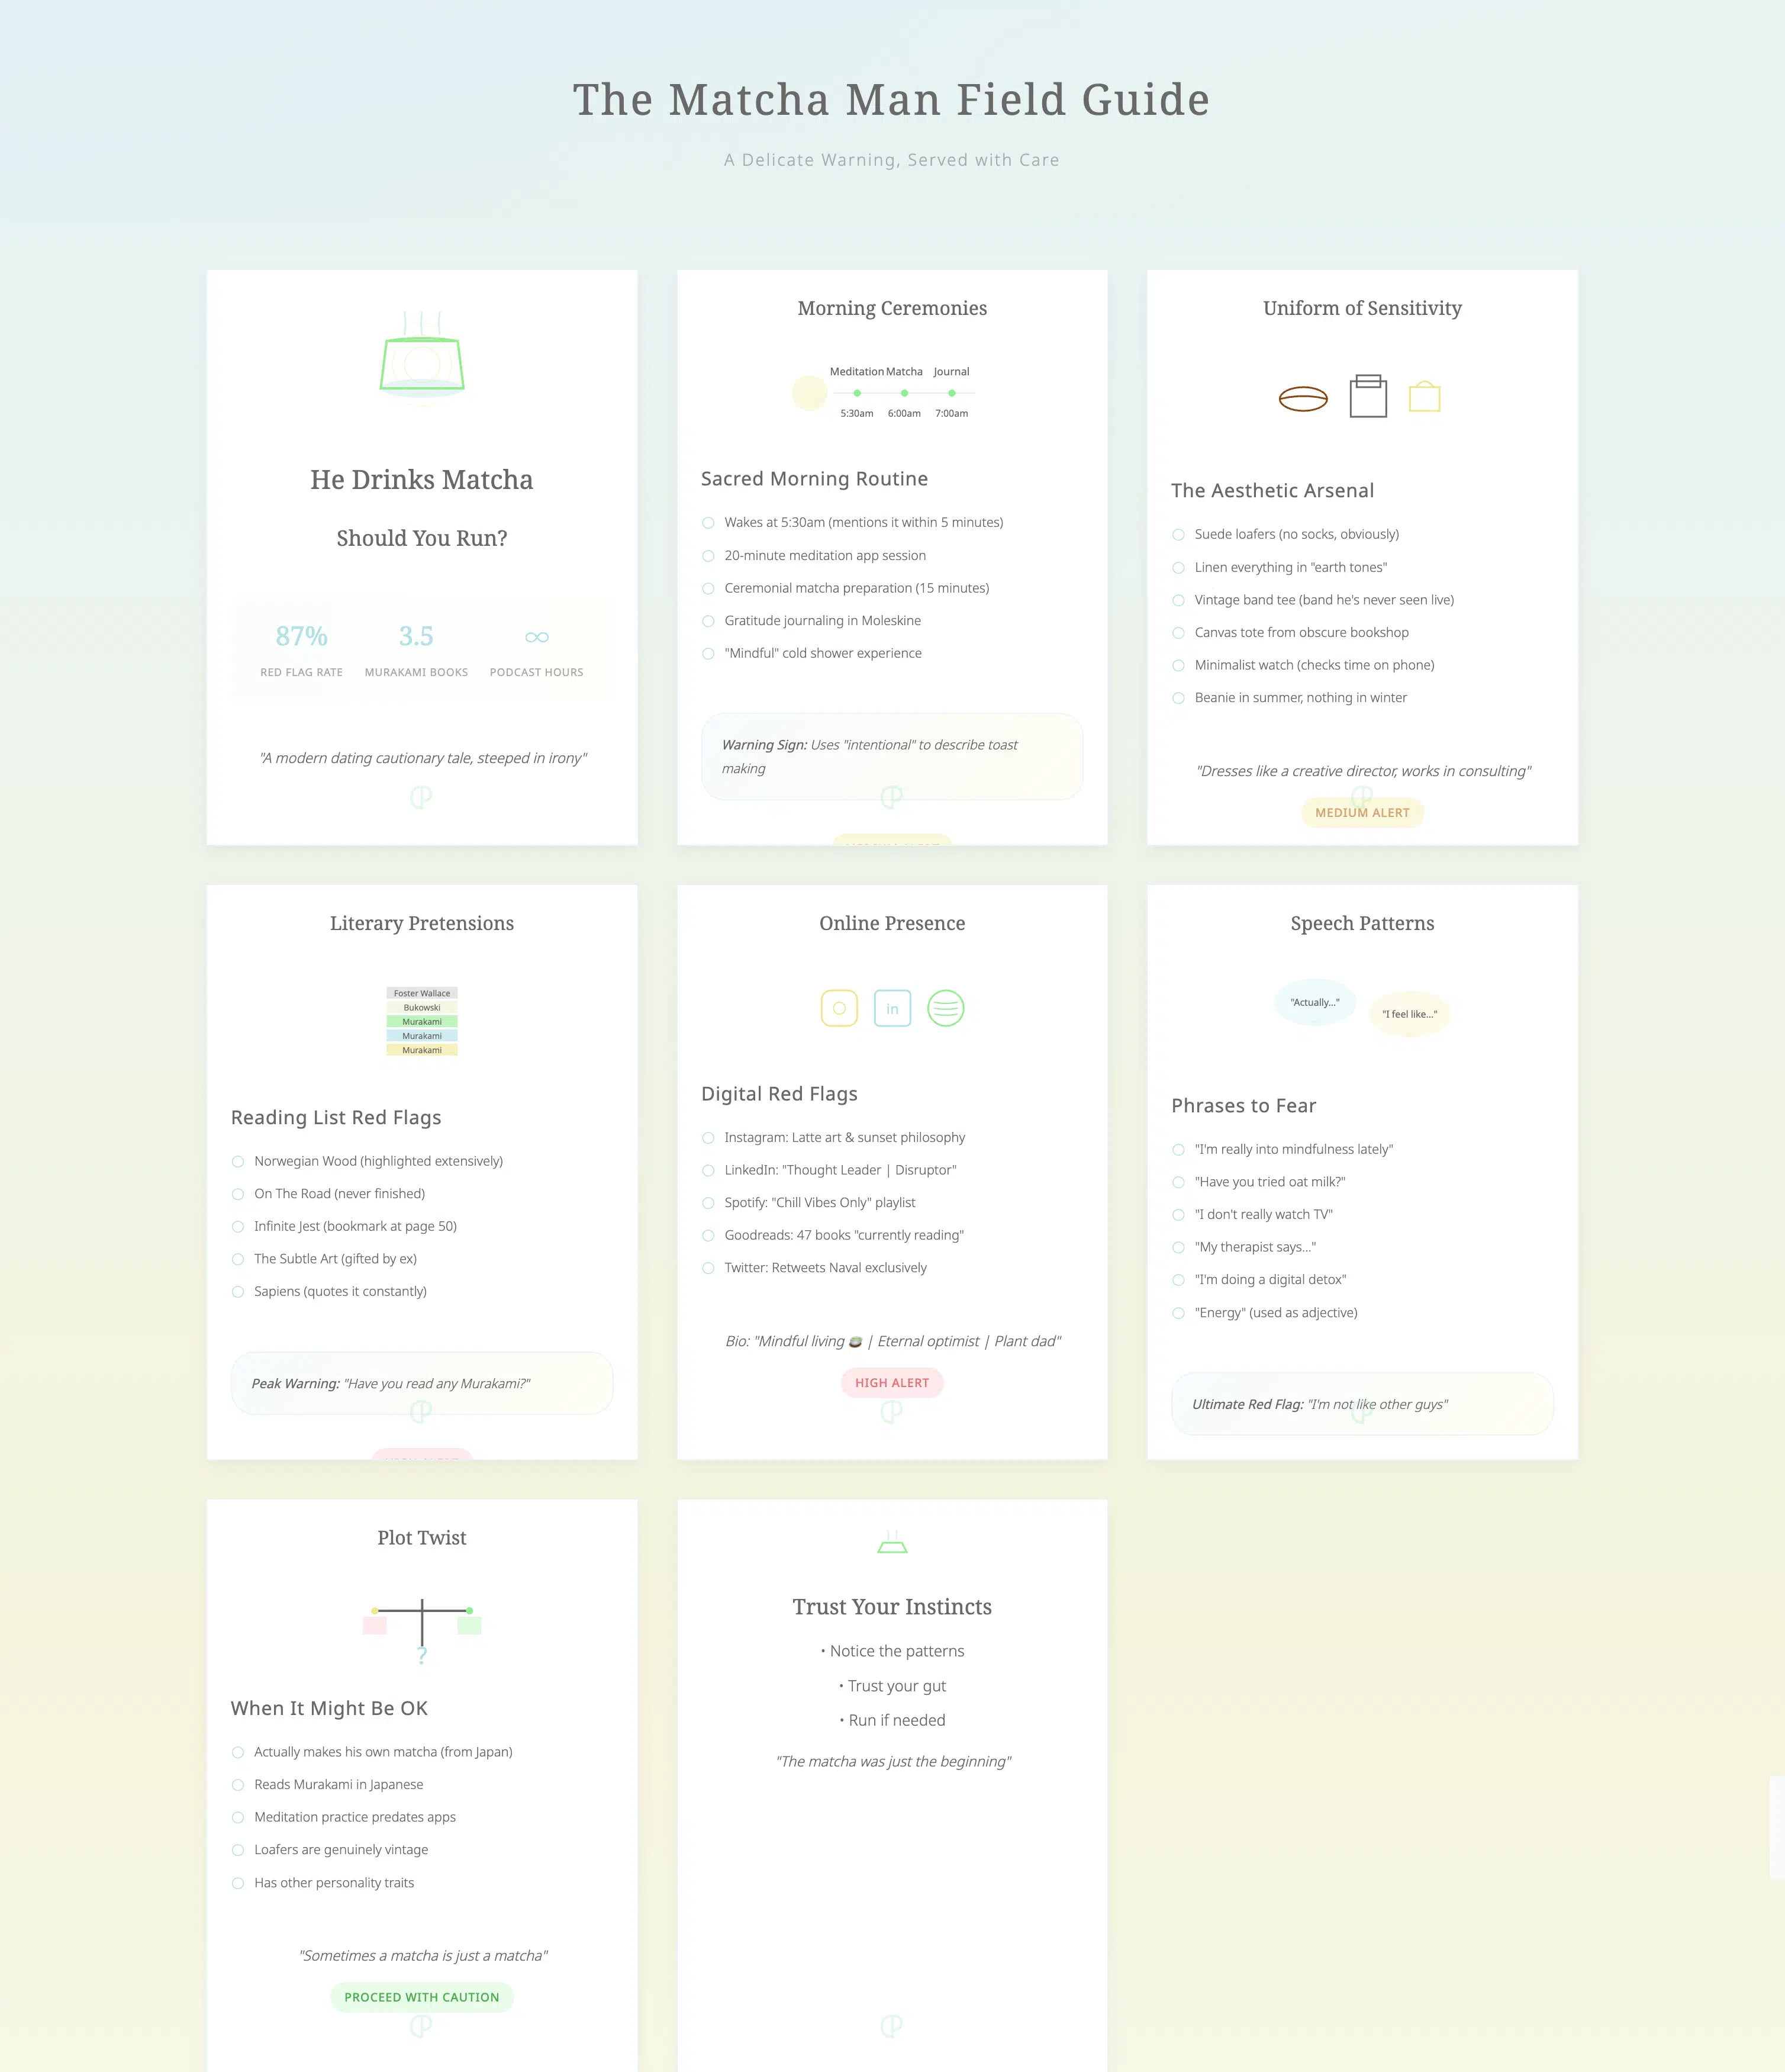 The Matcha Man Field Guide
A Delicate Warning, Served with Care
He Drinks Matcha
Should You Run?
87% 3.5 ∞
RED FLAG RATE MURAKAMI BOOKS PODCAST HOURS
"A modern dating cautionary tale, steeped in irony"
Morning Ceremonies
Meditation Matcha Journal
5:30am 6:00am 7:00am
Sacred Morning Routine
Wakes at 5:30am (mentions it within 5 minutes)
20-minute meditation app session
Ceremonial matcha preparation (15 minutes)
Gratitude journaling in Moleskine
"Mindful" cold shower experience
Warning Sign: Uses "intentional" to describe toast
making
Uniform of Sensitivity
The Aesthetic Arsenal
Suede loafers (no socks, obviously)
Linen everything in "earth tones"
Vintage band tee (band he's never seen live)
Canvas tote from obscure bookshop
Minimalist watch (checks time on phone)
Beanie in summer, nothing in winter
"Dresses like a creative director, works in consulting"
MEDIUM ALERT
Literary Pretensions
Foster Wallace
Bukowski
Murakami
Murakami
Murakami
Reading List Red Flags
Norwegian Wood (highlighted extensively)
On The Road (never finished)
Infinite Jest (bookmark at page 50)
The Subtle Art (gifted by ex)
Sapiens (quotes it constantly)
Peak Warning: "Have you read any Murakami?"
Online Presence
in
Digital Red Flags
Instagram: Latte art & sunset philosophy
LinkedIn: "Thought Leader | Disruptor"
Spotify: "Chill Vibes Only" playlist
Goodreads: 47 books "currently reading"
Twitter: Retweets Naval exclusively
Bio: "Mindful living 🍵 | Eternal optimist | Plant dad"
HIGH ALERT
Speech Patterns
"Actually..."
"I feel like..."
Phrases to Fear
"I'm really into mindfulness lately"
"Have you tried oat milk?"
"I don't really watch TV"
"My therapist says..."
"I'm doing a digital detox"
"Energy" (used as adjective)
Ultimate Red Flag: "I'm not like other guys"
Plot Twist
?
When It Might Be OK
Actually makes his own matcha (from Japan)
Reads Murakami in Japanese
Meditation practice predates apps
Loafers are genuinely vintage
Has other personality traits
"Sometimes a matcha is just a matcha"
PROCEED WITH CAUTION
Trust Your Instincts
• Notice the patterns
• Trust your gut
• Run if needed
"The matcha was just the beginning"